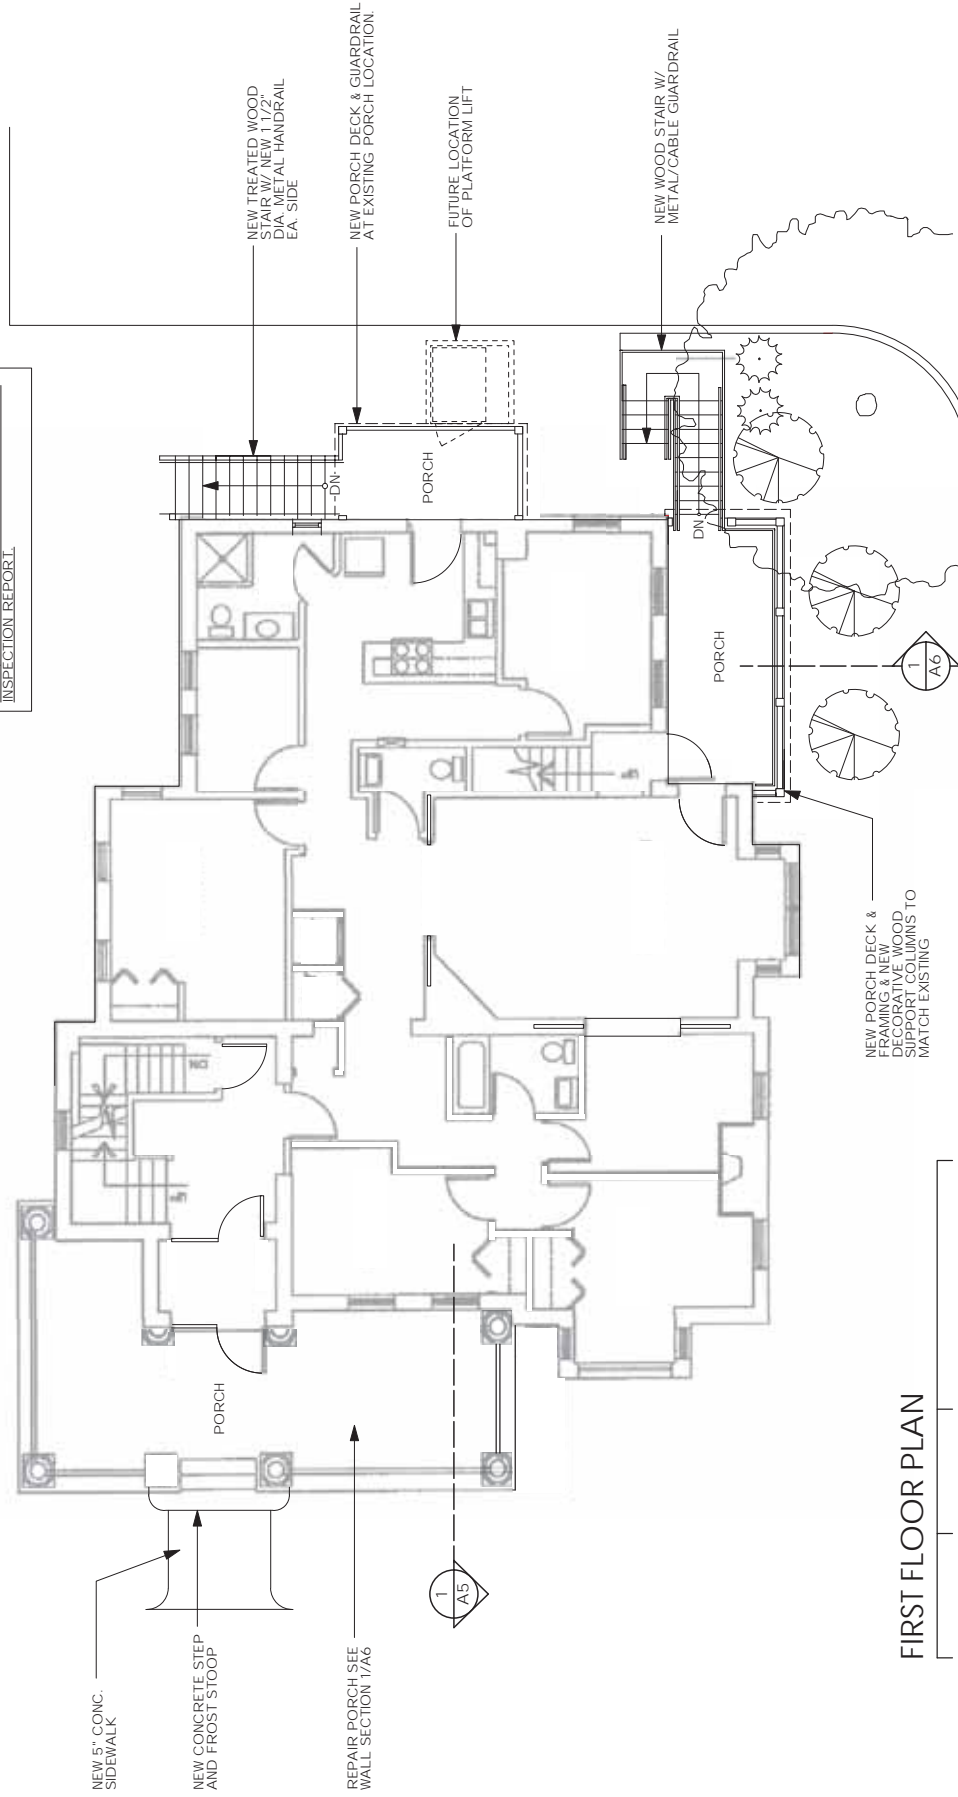 INSPECTION REPORT.
NEW TREATED WOOD
STAIR W/ NEW 1 1/2"
DIA. METAL HANDRAIL
EA. SIDE
NEW PORCH DECK & GUARDRAIL
AT EXISTING PORCH LOCATION.
FUTURE LOCATION
OF PLATFORM LIFT
NEW WOOD STAIR W/
METAL/CABLE GUARDRAIL
DN
PORCH
DN
PORCH
1
A6
UP
DN
UP
NEW PORCH DECK &
FRAMING & NEW
DECORATIVE WOOD
SUPPORT COLUMNS TO
MATCH EXISTING
PORCH
1
A5
NEW 5" CONC.
SIDEWALK
NEW CONCRETE STEP
AND FROST STOOP
REPAIR PORCH SEE
WALL SECTION 1/A6
FIRST FLOOR PLAN